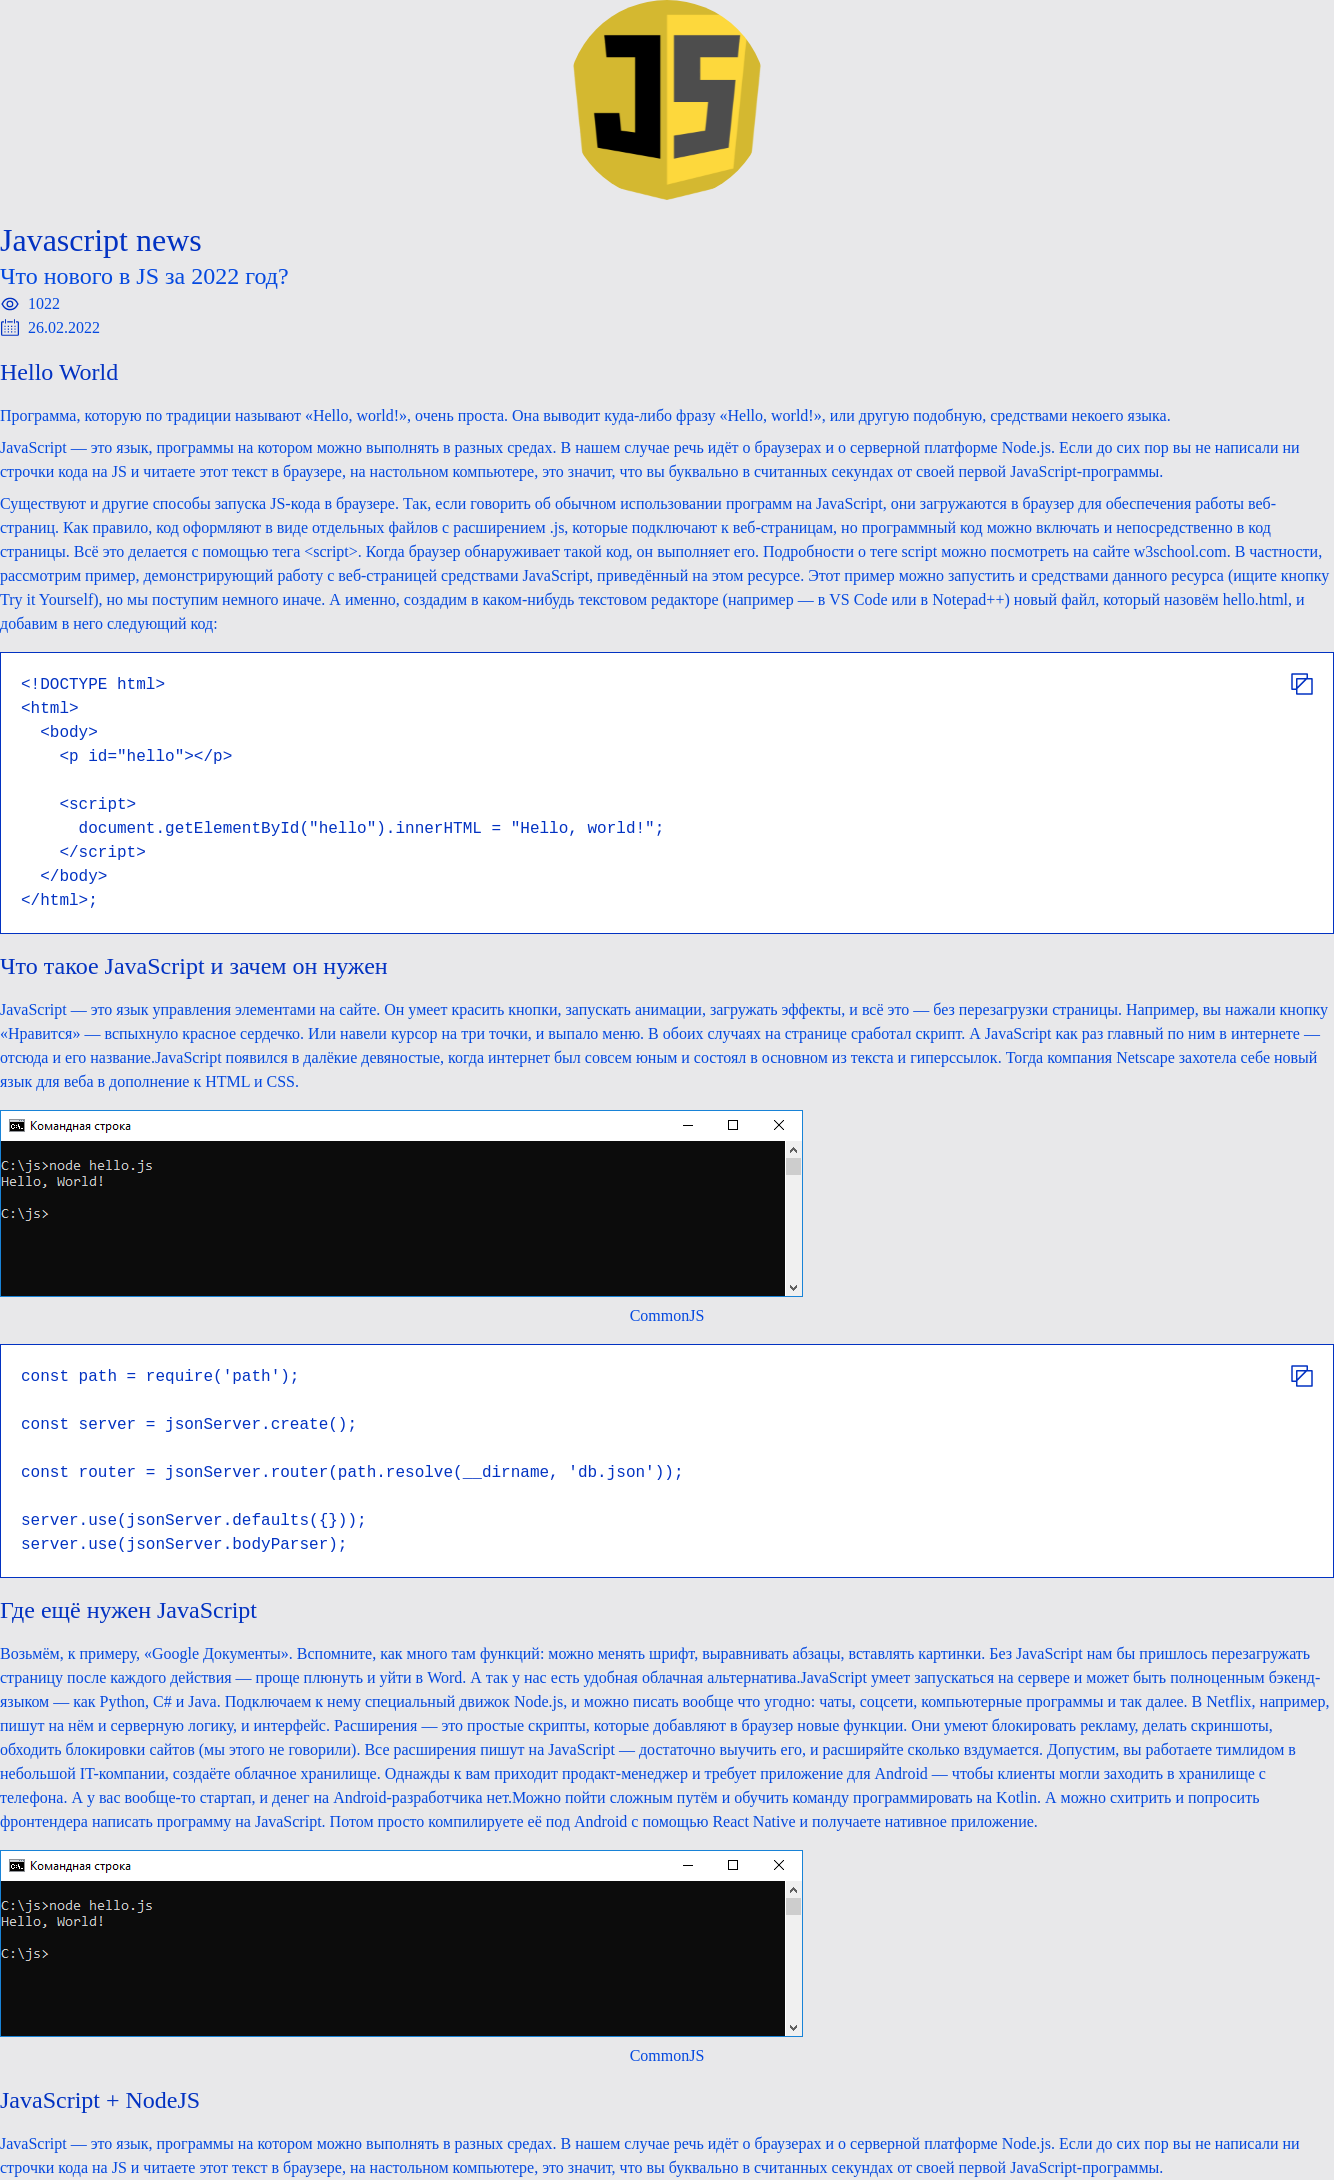 JS
Javascript news
Что нового в JS за 2022 год?
1022
26.02.2022
Hello World
Программа, которую по традиции называют «Hello, world!», очень проста. Она выводит куда-либо фразу «Hello, world!», или другую подобную, средствами некоего языка.
JavaScript — это язык, программы на котором можно выполнять в разных средах. В нашем случае речь идёт о браузерах и о серверной платформе Node.js. Если до сих пор вы не написали ни
строчки кода на JS и читаете этот текст в браузере, на настольном компьютере, это значит, что вы буквально в считанных секундах от своей первой JavaScript-программы.
Существуют и другие способы запуска JS-кода в браузере. Так, если говорить об обычном использовании программ на JavaScript, они загружаются в браузер для обеспечения работы веб-
страниц. Как правило, код оформляют в виде отдельных файлов с расширением .js, которые подключают к веб-страницам, но программный код можно включать и непосредственно в код
страницы. Всё это делается с помощью тега <script>. Когда браузер обнаруживает такой код, он выполняет его. Подробности о теге script можно посмотреть на сайте w3school.com. В частности,
рассмотрим пример, демонстрирующий работу с веб-страницей средствами JavaScript, приведённый на этом ресурсе. Этот пример можно запустить и средствами данного ресурса (ищите кнопку
Try it Yourself), но мы поступим немного иначе. А именно, создадим в каком-нибудь текстовом редакторе (например — в VS Code или в Notepad++) новый файл, который назовём hello.html, и
добавим в него следующий код:
<!DOCTYPE html>
<html>
  <body>
    <p id="hello"></p>

    <script>
      document.getElementById("hello").innerHTML = "Hello, world!";
    </script>
  </body>
</html>;
Что такое JavaScript и зачем он нужен
JavaScript — это язык управления элементами на сайте. Он умеет красить кнопки, запускать анимации, загружать эффекты, и всё это — без перезагрузки страницы. Например, вы нажали кнопку
«Нравится» — вспыхнуло красное сердечко. Или навели курсор на три точки, и выпало меню. В обоих случаях на странице сработал скрипт. А JavaScript как раз главный по ним в интернете —
отсюда и его название.JavaScript появился в далёкие девяностые, когда интернет был совсем юным и состоял в основном из текста и гиперссылок. Тогда компания Netscape захотела себе новый
язык для веба в дополнение к HTML и CSS.
Командная строка
C:\js>node hello.js
Hello, World!
C:\js>
CommonJS
const path = require('path');

const server = jsonServer.create();

const router = jsonServer.router(path.resolve(__dirname, 'db.json'));

server.use(jsonServer.defaults({}));
server.use(jsonServer.bodyParser);
Где ещё нужен JavaScript
Возьмём, к примеру, «Google Документы». Вспомните, как много там функций: можно менять шрифт, выравнивать абзацы, вставлять картинки. Без JavaScript нам бы пришлось перезагружать
страницу после каждого действия — проще плюнуть и уйти в Word. А так у нас есть удобная облачная альтернатива.JavaScript умеет запускаться на сервере и может быть полноценным бэкенд-
языком — как Python, C# и Java. Подключаем к нему специальный движок Node.js, и можно писать вообще что угодно: чаты, соцсети, компьютерные программы и так далее. В Netflix, например,
пишут на нём и серверную логику, и интерфейс. Расширения — это простые скрипты, которые добавляют в браузер новые функции. Они умеют блокировать рекламу, делать скриншоты,
обходить блокировки сайтов (мы этого не говорили). Все расширения пишут на JavaScript — достаточно выучить его, и расширяйте сколько вздумается. Допустим, вы работаете тимлидом в
небольшой IT-компании, создаёте облачное хранилище. Однажды к вам приходит продакт-менеджер и требует приложение для Android — чтобы клиенты могли заходить в хранилище с
телефона. А у вас вообще-то стартап, и денег на Android-разработчика нет.Можно пойти сложным путём и обучить команду программировать на Kotlin. А можно схитрить и попросить
фронтендера написать программу на JavaScript. Потом просто компилируете её под Android с помощью React Native и получаете нативное приложение.
Командная строка
C:\js>node hello.js
Hello, World!
C:\js>
CommonJS
JavaScript + NodeJS
JavaScript — это язык, программы на котором можно выполнять в разных средах. В нашем случае речь идёт о браузерах и о серверной платформе Node.js. Если до сих пор вы не написали ни
строчки кода на JS и читаете этот текст в браузере, на настольном компьютере, это значит, что вы буквально в считанных секундах от своей первой JavaScript-программы.